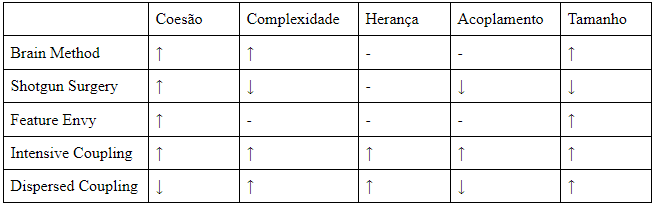 Coesão Complexidade Herança Acoplamento Tamanho
Brain Method ↑ ↑ - - ↑
Shotgun Surgery ↑ ↓ - ↓ ↓
Feature Envy ↑ - - - ↑
Intensive Coupling ↑ ↑ ↑ ↑ ↑
Dispersed Coupling ↓ ↑ ↑ ↓ ↑